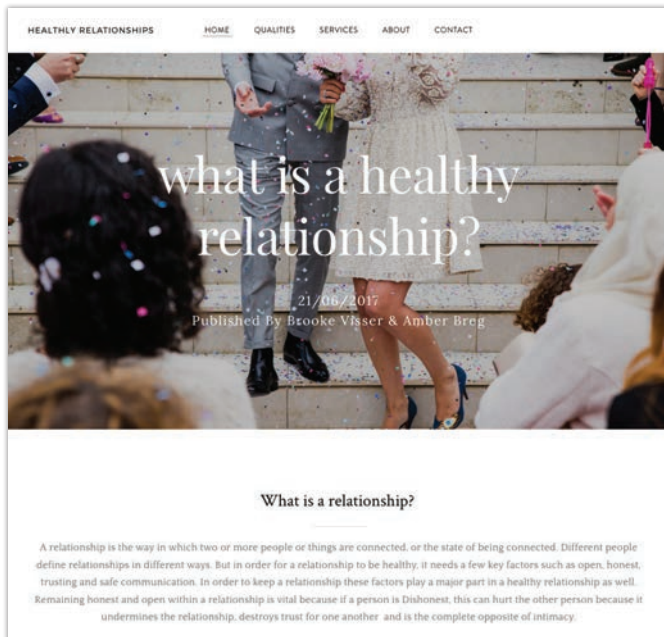 HEALTHLY RELATIONSHIPS HOME QUALITIES SERVICES ABOUT CONTACT
what is a healthy
relationship?
21/06/2017
Published By Brooke Visser & Amber Breg
What is a relationship?
A relationship is the way in which two or more people or things are connected, or the state of being connected. Different people
define relationships in different ways. But in order for a relationship to be healthy, it needs a few key factors such as open, honest,
trusting and safe communication. In order to keep a relationship these factors play a major part in a healthy relationship as well.
Remaining honest and open within a relationship is vital because if a person is Dishonest, this can hurt the other person because it
undermines the relationship, destroys trust for one another and is the complete opposite of intimacy.